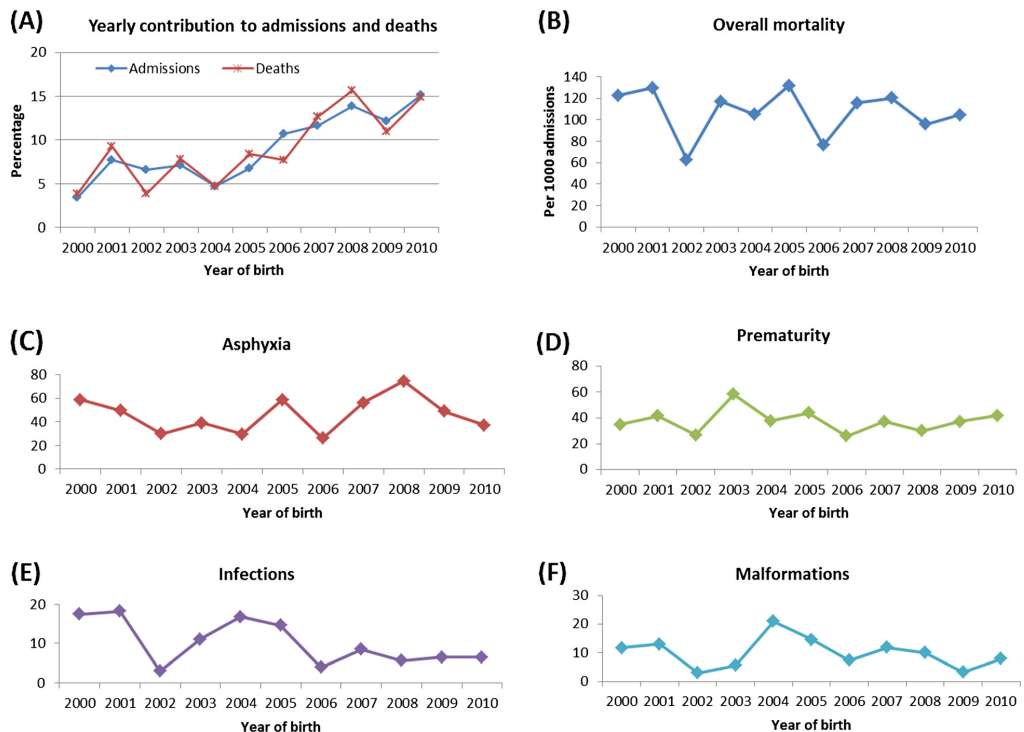 (A)
Yearly contribution to admissions and deaths
20
15
10
5
0
Percentage
Admissions
Deaths
2000 2001 2002 2003 2004 2005 2006 2007 2008 2009 2010
Year of birth
(B)
Overall mortality
140
120
100
80
60
40
20
0
Per 1000 admissions
2000 2001 2002 2003 2004 2005 2006 2007 2008 2009 2010
Year of birth
(C)
Asphyxia
80
60
40
20
0
2000 2001 2002 2003 2004 2005 2006 2007 2008 2009 2010
Year of birth
(D)
Prematurity
80
60
40
20
0
2000 2001 2002 2003 2004 2005 2006 2007 2008 2009 2010
Year of birth
(E)
Infections
20
10
0
2000 2001 2002 2003 2004 2005 2006 2007 2008 2009 2010
Year of birth
(F)
Malformations
30
20
10
0
2000 2001 2002 2003 2004 2005 2006 2007 2008 2009 2010
Year of birth